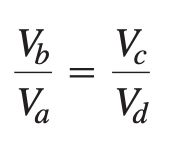 V_b/V_a = V_c/V_d